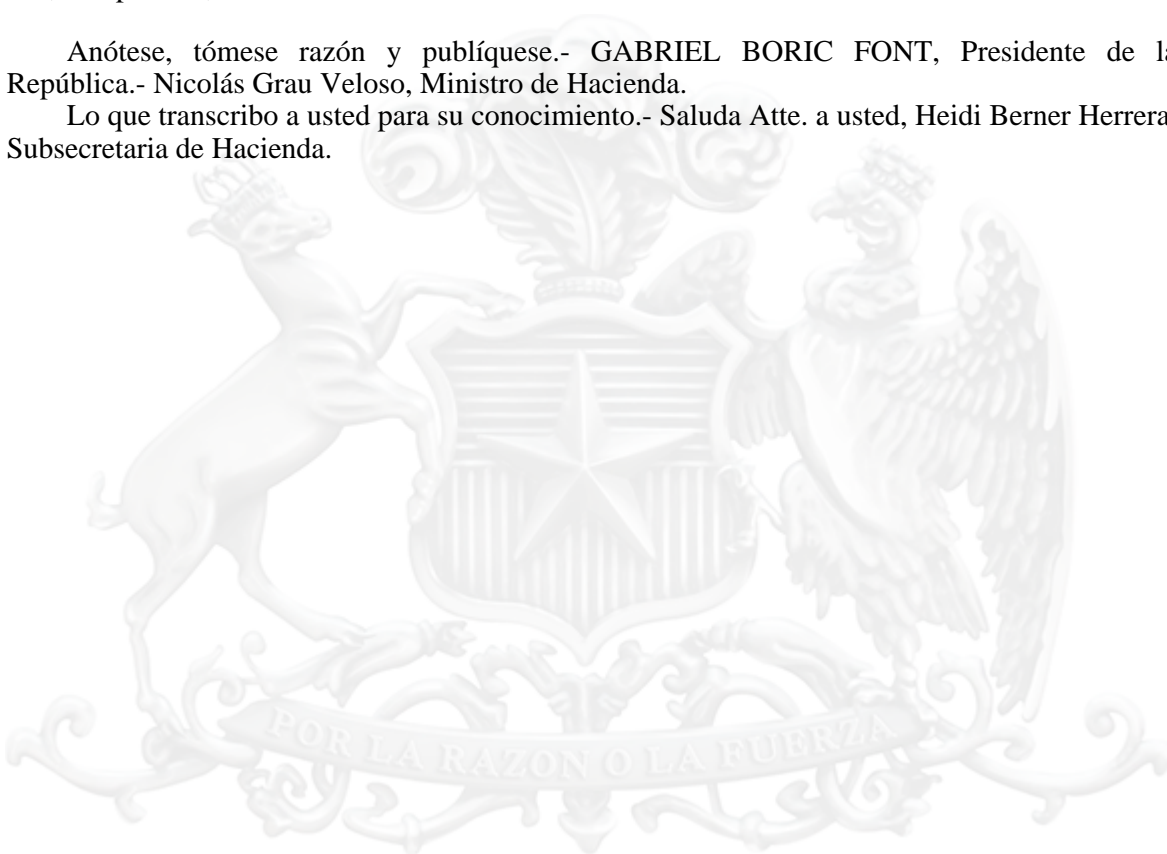 Anótese, tómese razón y publíquese.- GABRIEL BORIC FONT, Presidente de la
República.- Nicolás Grau Veloso, Ministro de Hacienda.
Lo que transcribo a usted para su conocimiento.- Saluda Atte. a usted, Heidi Berner Herrera
Subsecretaria de Hacienda.
POR LA RAZON O LA FUERZA